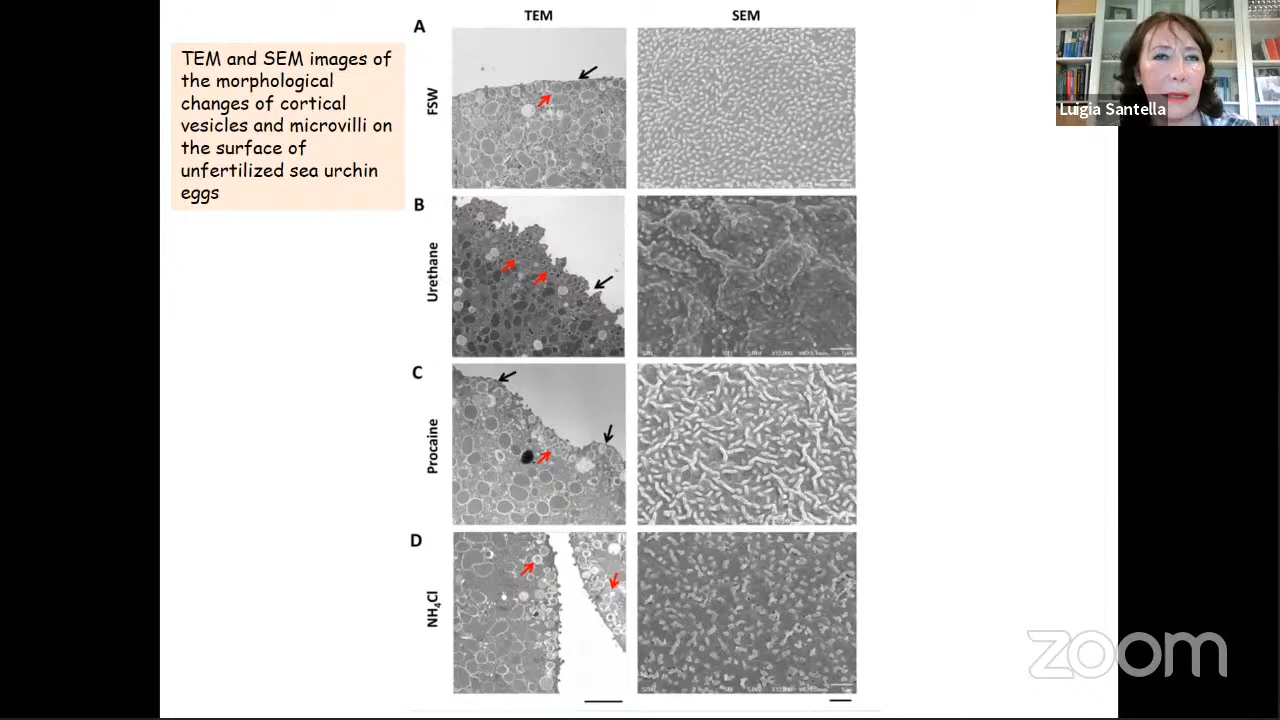 TEM
SEM
A
TEM and SEM images of
the morphological
changes of cortical
vesicles and microvilli on
the surface of
unfertilized sea urchin
eggs
FSW
Luigia Santella
B
Urethane
C
Procaine
D
NH₄Cl
zoom